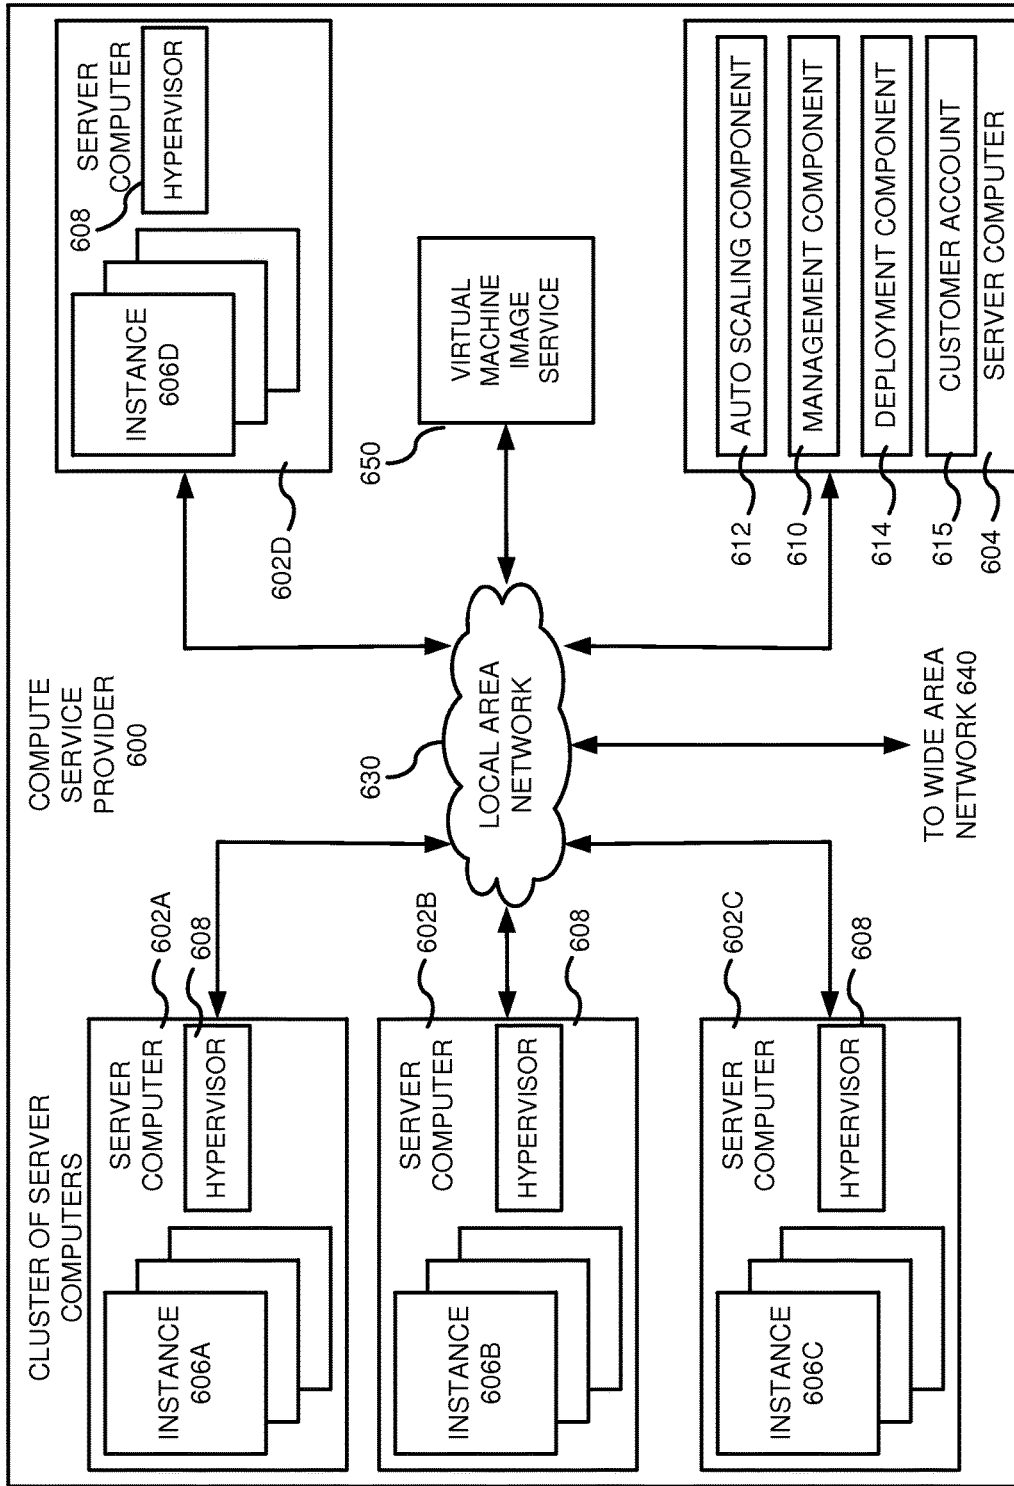 CLUSTER OF SERVER
COMPUTERS
COMPUTE
SERVICE
PROVIDER
600
SERVER
COMPUTER
602A
608
HYPERVISOR
INSTANCE
606A
SERVER
COMPUTER
602B
608
HYPERVISOR
INSTANCE
606B
SERVER
COMPUTER
602C
608
HYPERVISOR
INSTANCE
606C
630
LOCAL AREA
NETWORK
TO WIDE AREA
NETWORK 640
SERVER
COMPUTER
608
HYPERVISOR
INSTANCE
606D
602D
650
VIRTUAL
MACHINE
IMAGE
SERVICE
612
AUTO SCALING COMPONENT
610
MANAGEMENT COMPONENT
614
DEPLOYMENT COMPONENT
615
CUSTOMER ACCOUNT
604
SERVER COMPUTER